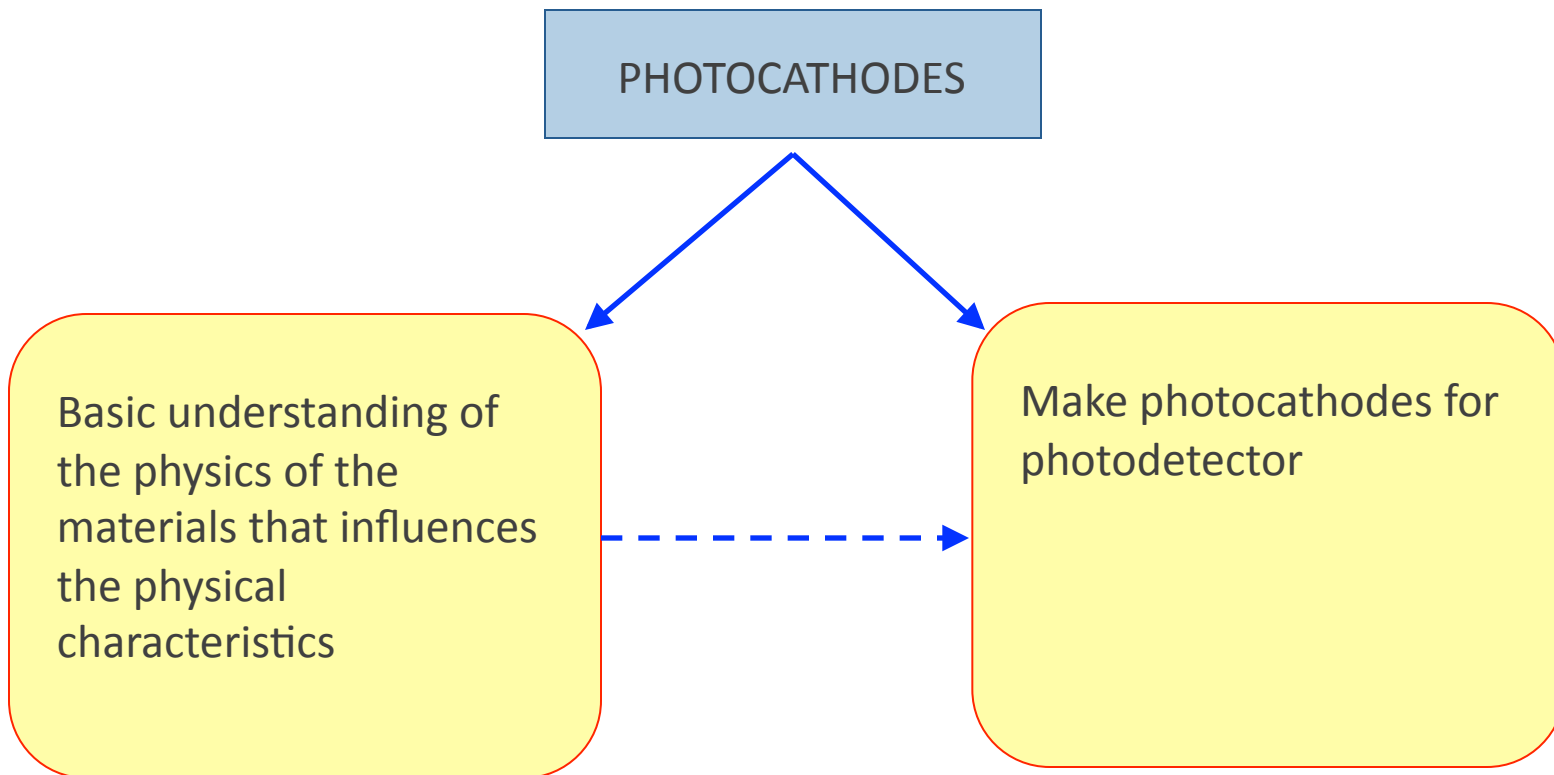 PHOTOCATHODES
Basic understanding of
the physics of the
materials that influences
the physical
characteristics
Make photocathodes for
photodetector